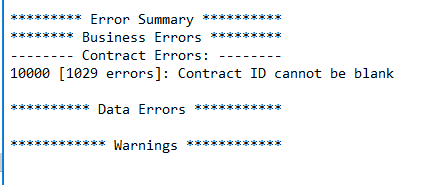 ********* Error Summary **********
******** Business Errors *********
-------- Contract Errors: --------
10000 [1029 errors]: Contract ID cannot be blank
********** Data Errors ***********
************ Warnings ************